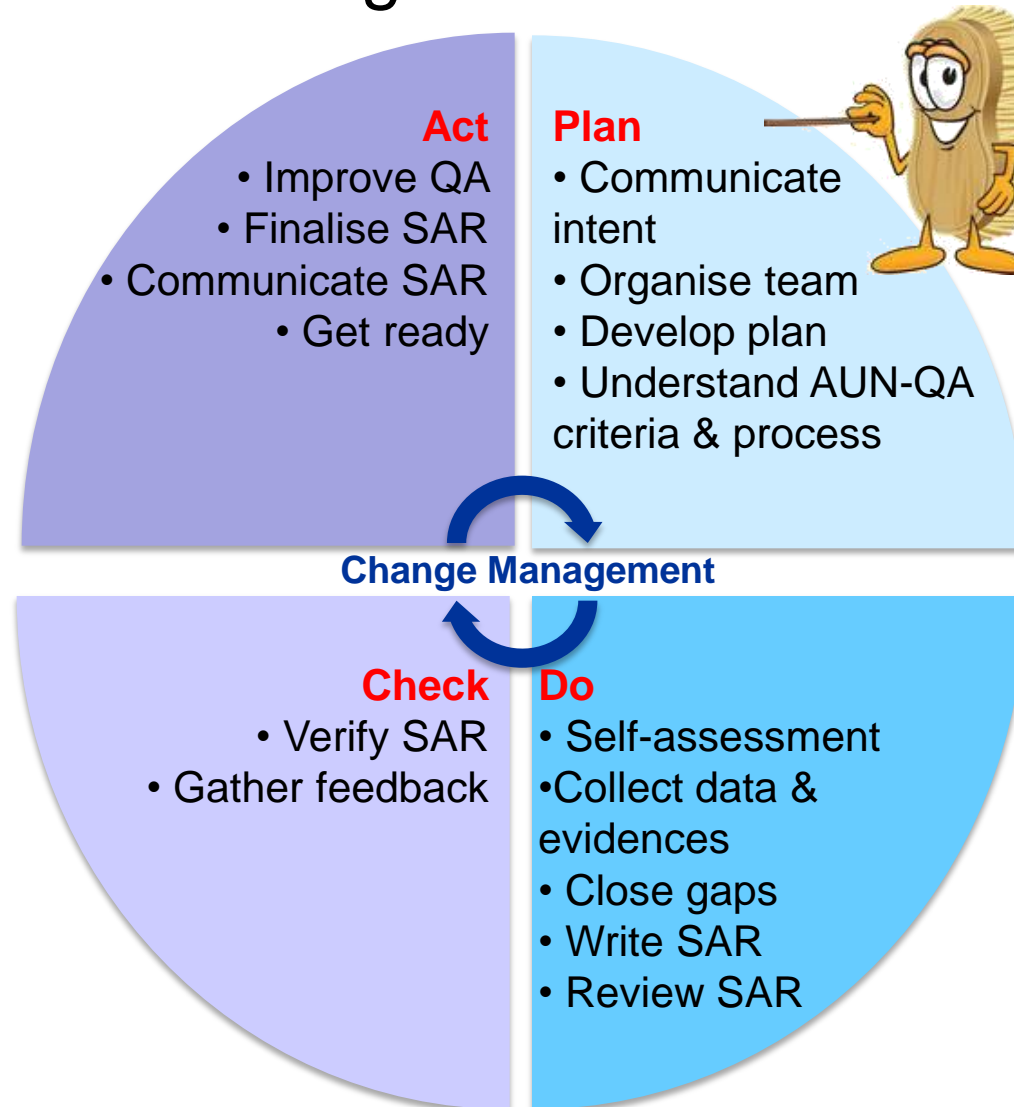 Act
• Improve QA
• Finalise SAR
• Communicate SAR
• Get ready
Plan
• Communicate
intent
• Organise team
• Develop plan
• Understand AUN-QA
criteria & process
Change Management
Check
• Verify SAR
• Gather feedback
Do
• Self-assessment
•Collect data &
evidences
• Close gaps
• Write SAR
• Review SAR